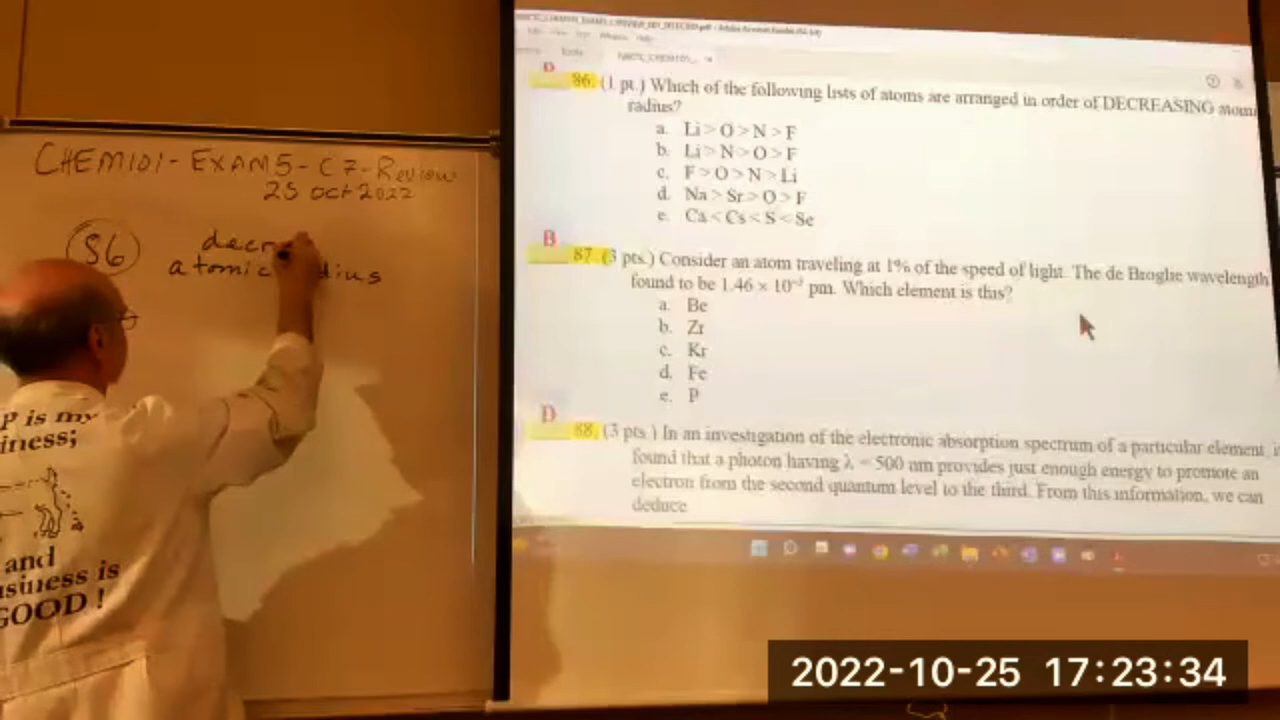 CHEM101 - EXAM5 - C7 - Review
25 Oct 2022
86
decr
atomic dius
P is my
iness;
and
usiness is
GOOD!
Tools
D
86. (1 pt.) Which of the following lists of atoms are arranged in order of DECREASING atomi
radius?
a. Li > O > N > F
b. Li > N > O > F
c. F > O > N > Li
d. Na > Sr > O > F
e. Ca < Cs < S < Se
B
87. (3 pts.) Consider an atom traveling at 1% of the speed of light. The de Broglie wavelength
found to be 1.46 × 10 pm. Which element is this?
a. Be
b. Zr
c. Kr
d. Fe
e. P
D
88. (3 pts.) In an investigation of the electronic absorption spectrum of a particular element, i
found that a photon having λ = 500 nm provides just enough energy to promote an
electron from the second quantum level to the third. From this information, we can
deduce
2022-10-25 17:23:34